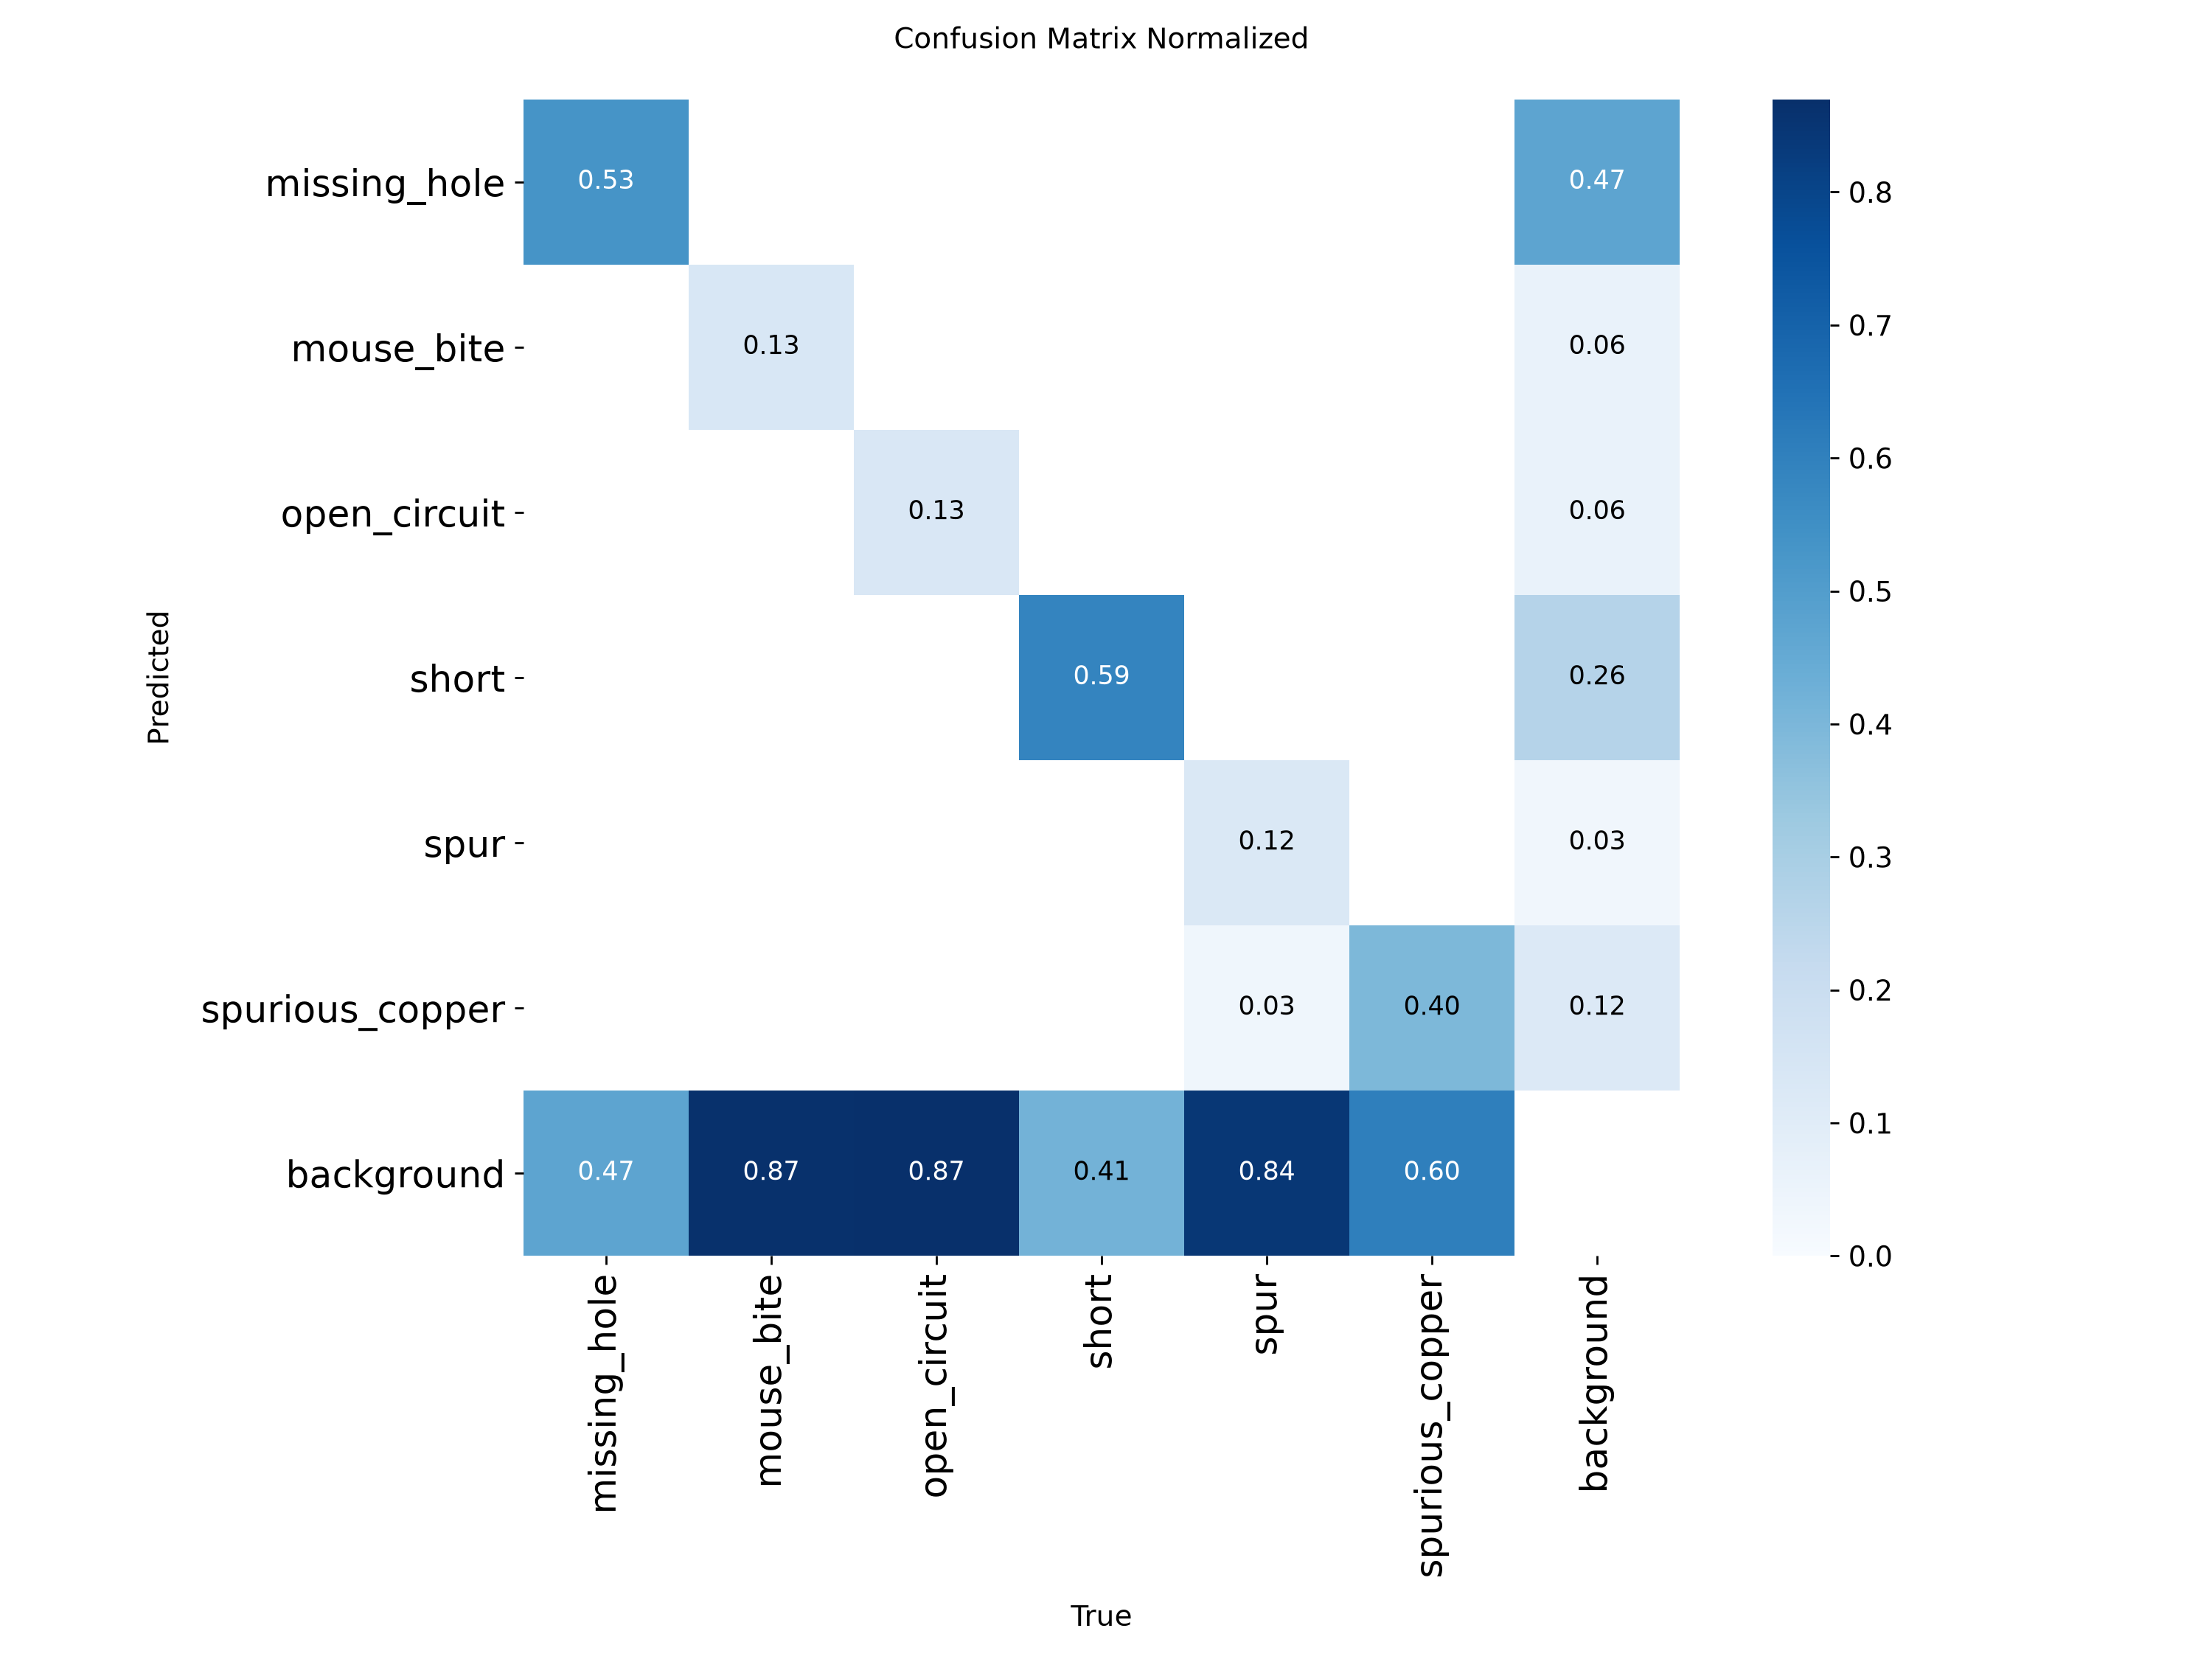 Confusion Matrix Normalized
missing_hole 0.53 0.47
mouse_bite 0.13 0.06
open_circuit 0.13 0.06
short 0.59 0.26
spur 0.12 0.03
spurious_copper 0.03 0.40 0.12
background 0.47 0.87 0.87 0.41 0.84 0.60
Predicted
missing_hole
mouse_bite
open_circuit
short
spur
spurious_copper
background
True
0.8
0.7
0.6
0.5
0.4
0.3
0.2
0.1
0.0